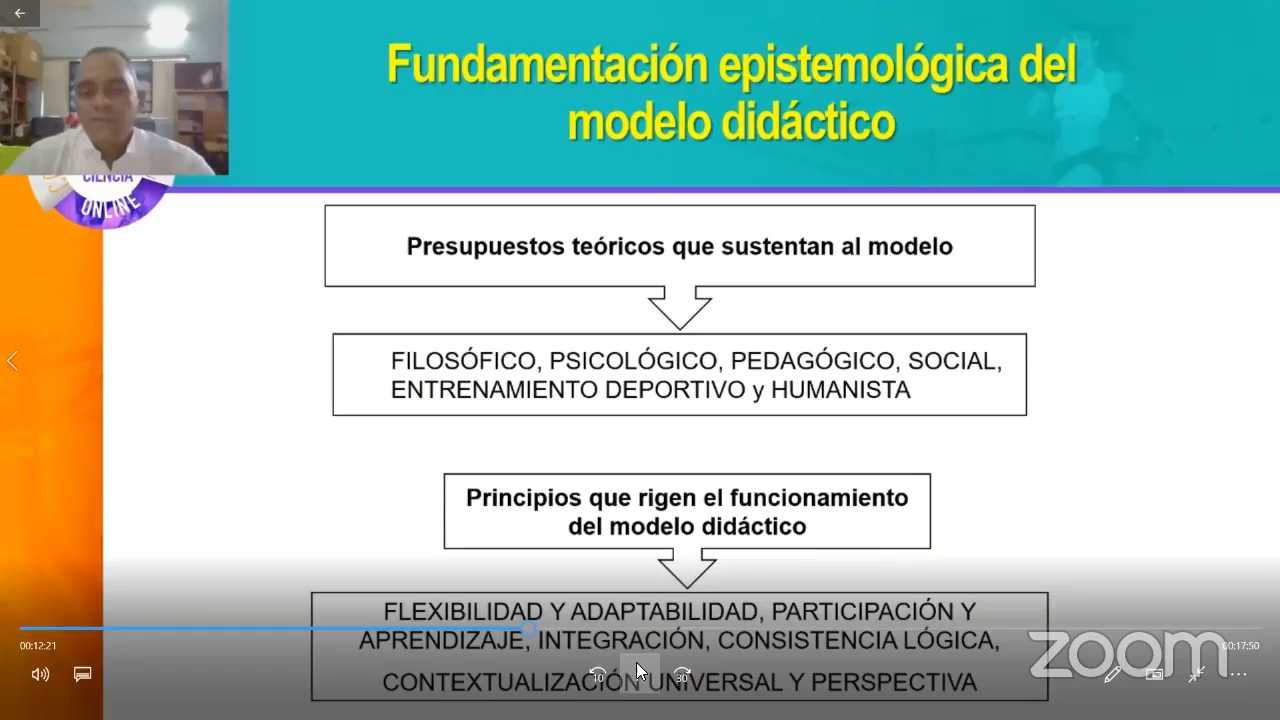 Fundamentación epistemológica del
modelo didáctico
CIENCIA
ONLINE
Presupuestos teóricos que sustentan al modelo
FILOSÓFICO, PSICOLÓGICO, PEDAGÓGICO, SOCIAL,
ENTRENAMIENTO DEPORTIVO y HUMANISTA
Principios que rigen el funcionamiento
del modelo didáctico
FLEXIBILIDAD Y ADAPTABILIDAD, PARTICIPACIÓN Y
APRENDIZAJE, INTEGRACIÓN, CONSISTENCIA LÓGICA,
CONTEXTUALIZACIÓN UNIVERSAL Y PERSPECTIVA
00:12:21
00:17:50
10
30
zoom